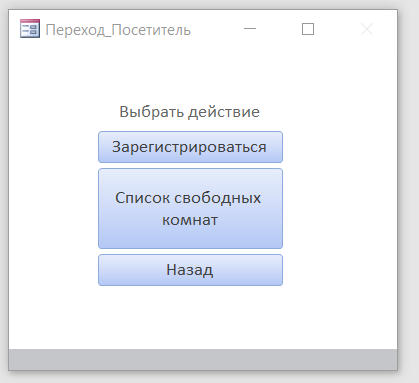 Переход_Посетитель
Выбрать действие
Зарегистрироваться
Список свободных
комнат
Назад